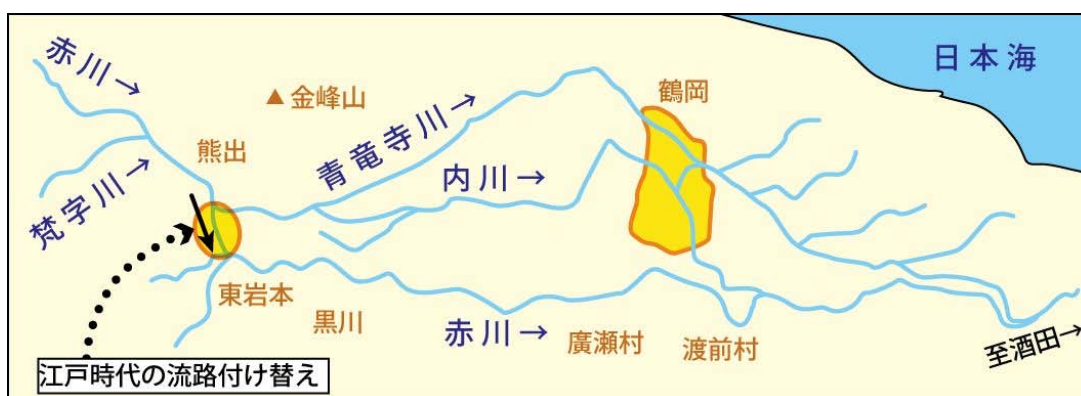 赤川→
▲金峰山
熊出
梵字川→
青竜寺川→
内川→
鶴岡
日本海
東岩本
黒川
赤川→
廣瀬村
渡前村
至酒田→
江戸時代の流路付け替え